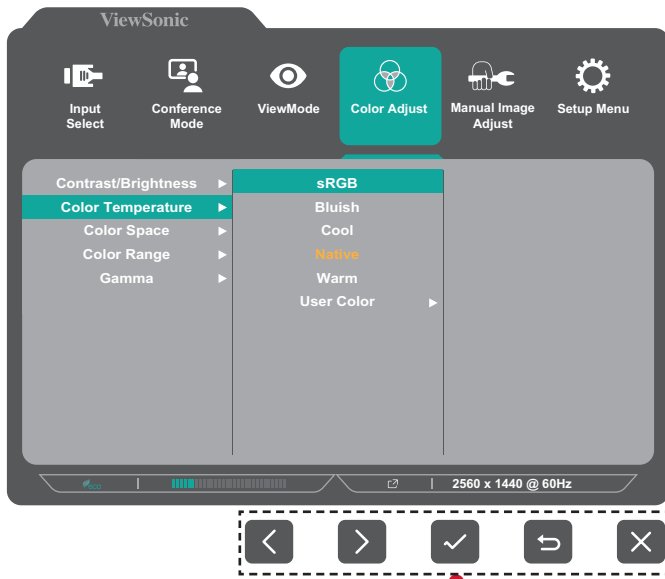 ViewSonic
Input Select
Conference Mode
ViewMode
Color Adjust
Manual Image Adjust
Setup Menu
Contrast/Brightness
Color Temperature
Color Space
Color Range
Gamma
sRGB
Bluish
Cool
Native
Warm
User Color
eco
2560 x 1440 @ 60Hz